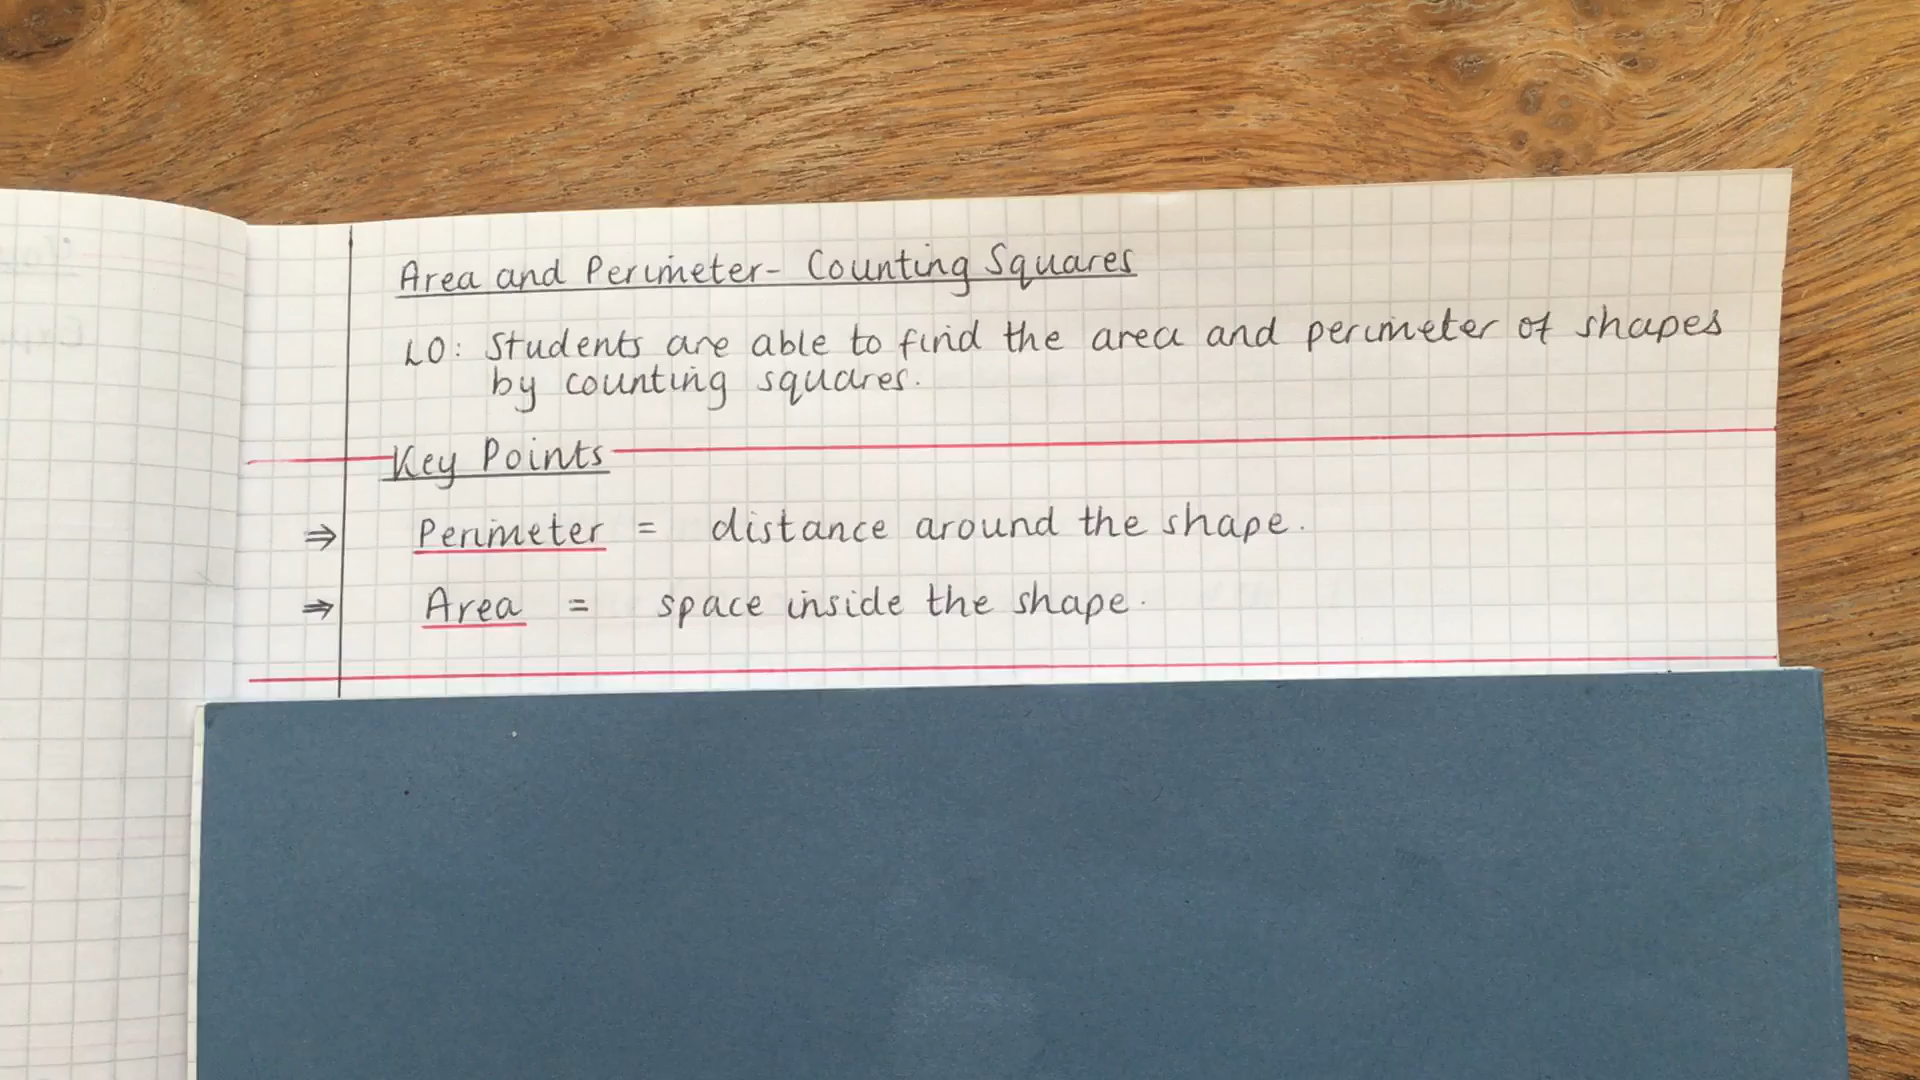 Area and Perimeter- Counting Squares
LO: Students are able to find the area and perimeter of shapes
by counting squares.
Key Points
⇒ Perimeter = distance around the shape.
⇒ Area = space inside the shape.